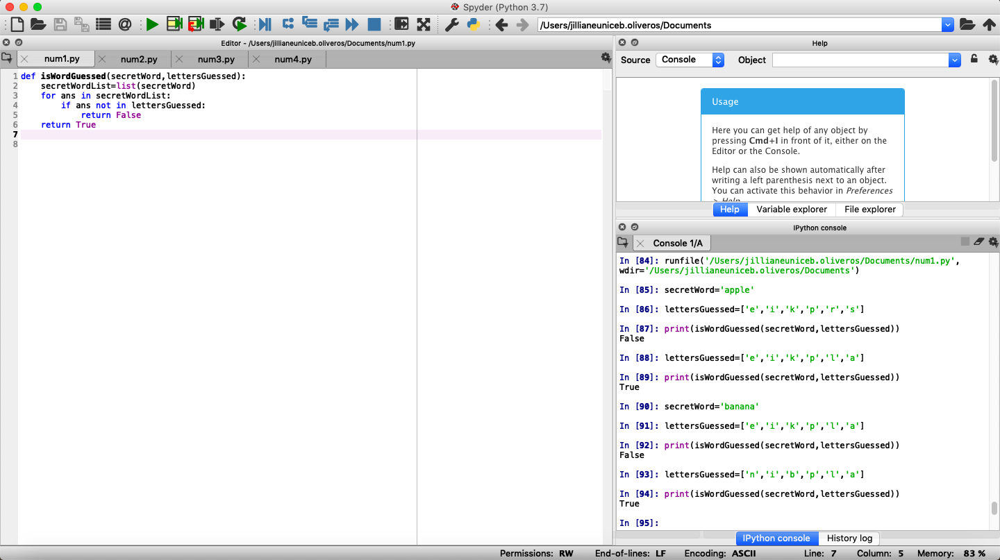 Spyder (Python 3.7)
/Users/jillianeuniceb.oliveros/Documents
Editor - /Users/jillianeuniceb.oliveros/Documents/num1.py
num1.py
num2.py
num3.py
num4.py
1 def isWordGuessed(secretWord,lettersGuessed):
2     secretWordList=list(secretWord)
3     for ans in secretWordList:
4         if ans not in lettersGuessed:
5             return False
6     return True
7
8
Help
Source Console Object
Usage
Here you can get help of any object by
pressing Cmd+I in front of it, either on the
Editor or the Console.
Help can also be shown automatically after
writing a left parenthesis next to an object.
You can activate this behavior in Preferences
> Help
Help Variable explorer File explorer
IPython console
Console 1/A
In [84]: runfile('/Users/jillianeuniceb.oliveros/Documents/num1.py',
wdir='/Users/jillianeuniceb.oliveros/Documents')
In [85]: secretWord='apple'
In [86]: lettersGuessed=['e','i','k','p','r','s']
In [87]: print(isWordGuessed(secretWord,lettersGuessed))
False
In [88]: lettersGuessed=['e','i','k','p','l','a']
In [89]: print(isWordGuessed(secretWord,lettersGuessed))
True
In [90]: secretWord='banana'
In [91]: lettersGuessed=['e','i','k','p','l','a']
In [92]: print(isWordGuessed(secretWord,lettersGuessed))
False
In [93]: lettersGuessed=['n','i','b','p','l','a']
In [94]: print(isWordGuessed(secretWord,lettersGuessed))
True
In [95]:
IPython console History log
Permissions: RW End-of-lines: LF Encoding: ASCII Line: 7 Column: 5 Memory: 83 %